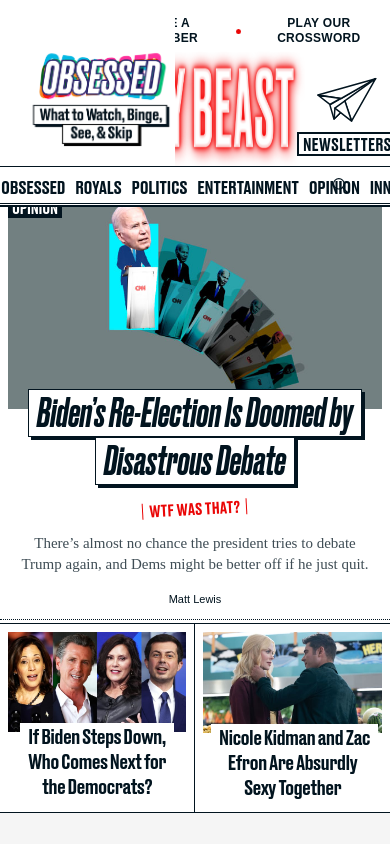 E A
BER
PLAY OUR
CROSSWORD
OBSESSED
What to Watch, Binge,
See, & Skip
Y BEAST
NEWSLETTERS
OBSESSED ROYALS POLITICS ENTERTAINMENT OPINION INN
OPINION
CNN
CNN
Biden's Re-Election Is Doomed by
Disastrous Debate
WTF WAS THAT?
There's almost no chance the president tries to debate
Trump again, and Dems might be better off if he just quit.
Matt Lewis
If Biden Steps Down,
Who Comes Next for
the Democrats?
Nicole Kidman and Zac
Efron Are Absurdly
Sexy Together